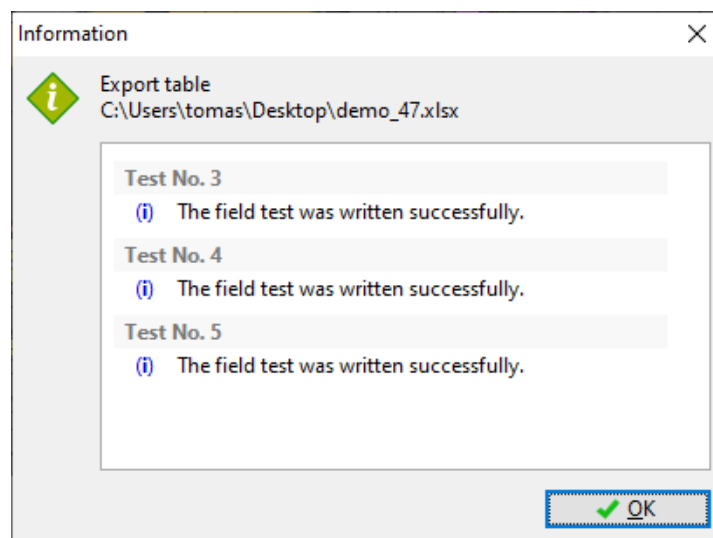 Information
Export table
C:\Users\tomas\Desktop\demo_47.xlsx
Test No. 3
(i) The field test was written successfully.
Test No. 4
(i) The field test was written successfully.
Test No. 5
(i) The field test was written successfully.
OK